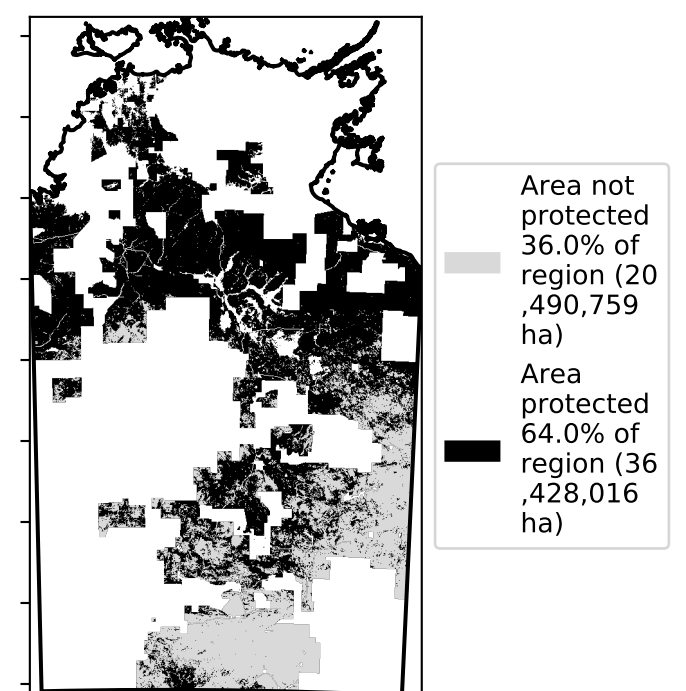 Area not
protected
36.0% of
region (20
,490,759
ha)
Area
protected
64.0% of
region (36
,428,016
ha)